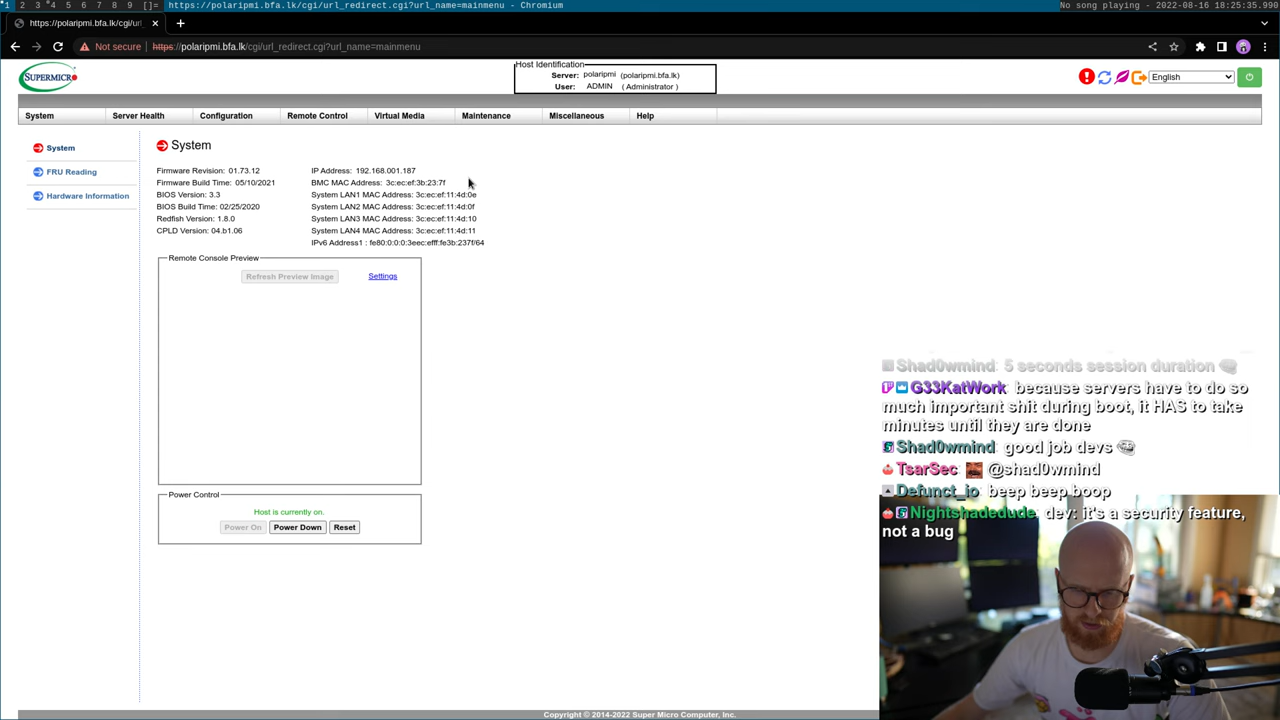 1 2 3 4 5 6 7 8 9 []= https://polaripmi.bfa.lk/cgi/url_redirect.cgi?url_name=mainmenu - Chromium
No song playing - 2022-08-16 18:25:35.990
https://polaripmi.bfa.lk/cgi/url
Not secure https://polaripmi.bfa.lk/cgi/url_redirect.cgi?url_name=mainmenu
SUPERMICR
Host Identification
Server: polaripmi (polaripmi.bfa.lk)
User: ADMIN (Administrator )
English
System Server Health Configuration Remote Control Virtual Media Maintenance Miscellaneous Help
System
FRU Reading
Hardware Information
System
Firmware Revision: 01.73.12
Firmware Build Time: 05/10/2021
BIOS Version: 3.3
BIOS Build Time: 02/25/2020
Redfish Version: 1.8.0
CPLD Version: 04.b1.06
IP Address: 192.168.001.187
BMC MAC Address: 3c:ec:ef:3b:23:7f
System LAN1 MAC Address: 3c:ec:ef:11:4d:0e
System LAN2 MAC Address: 3c:ec:ef:11:4d:0f
System LAN3 MAC Address: 3c:ec:ef:11:4d:10
System LAN4 MAC Address: 3c:ec:ef:11:4d:11
IPv6 Address1 : fe80:0:0:0:3eec:efff:fe3b:237f/64
Remote Console Preview
Refresh Preview Image Settings
Power Control
Host is currently on.
Power On Power Down Reset
Shad0wmind: 5 seconds session duration
G33KatWork: because servers have to do so
much important shit during boot, it HAS to take
minutes until they are done
Shad0wmind: good job devs
TsarSec: @shad0wmind
Defunct_io: beep beep boop
Nightshadedude: dev: it's a security feature,
not a bug
Copyright © 2014-2022 Super Micro Computer, Inc.